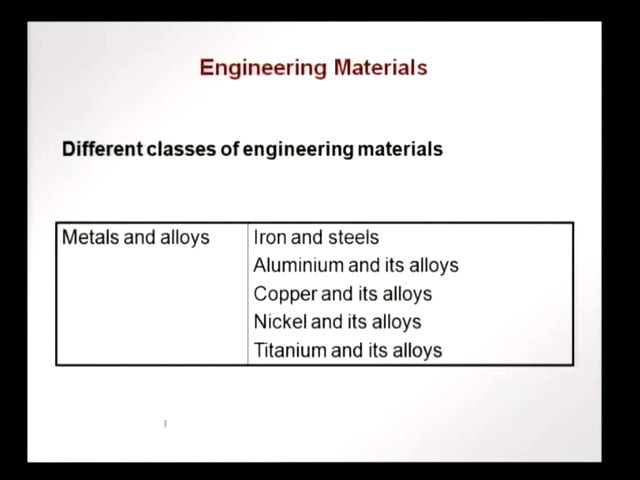 Engineering Materials
Different classes of engineering materials
Metals and alloys
Iron and steels
Aluminium and its alloys
Copper and its alloys
Nickel and its alloys
Titanium and its alloys